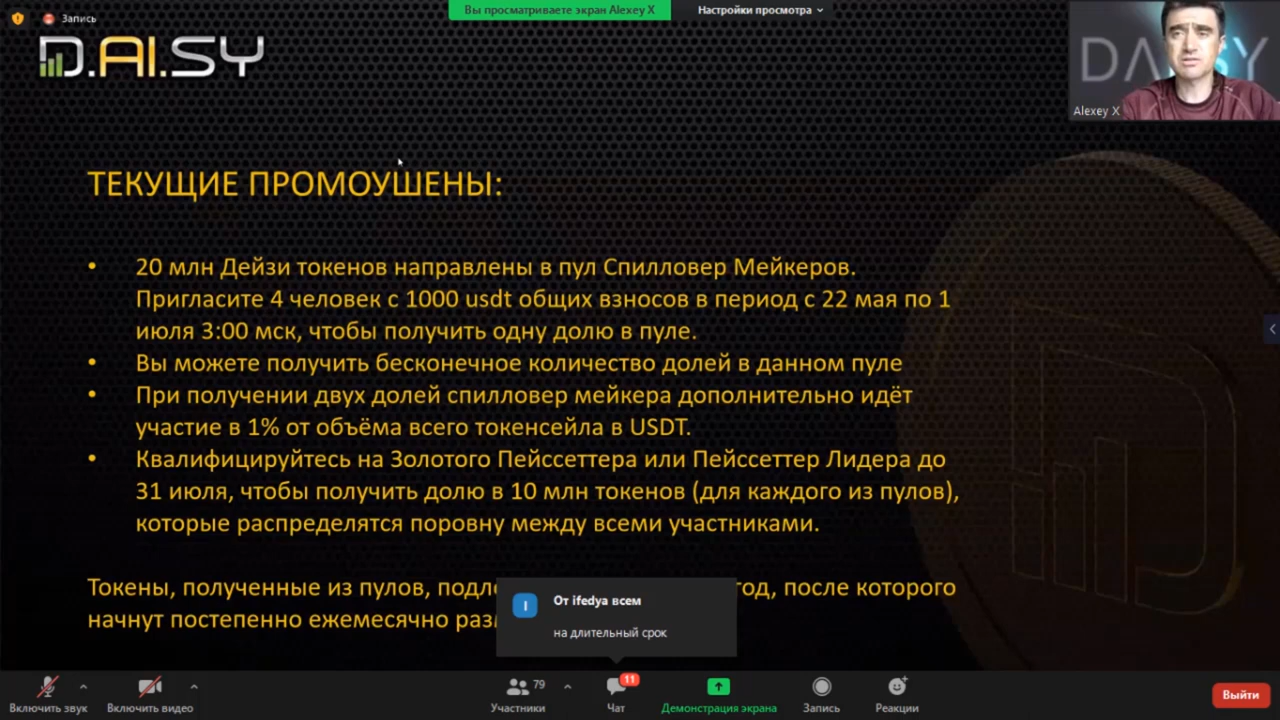 Запись
Вы просматриваете экран Alexey X
Настройки просмотра
D.AI.SY
Alexey X
ТЕКУЩИЕ ПРОМОУШЕНЫ:
• 20 млн Дейзи токенов направлены в пул Спилловер Мейкеров.
Пригласите 4 человек с 1000 usdt общих взносов в период с 22 мая по 1
июля 3:00 мск, чтобы получить одну долю в пуле.
• Вы можете получить бесконечное количество долей в данном пуле
• При получении двух долей спилловер мейкера дополнительно идёт
участие в 1% от объёма всего токенсейла в USDT.
• Квалифицируйтесь на Золотого Пейссеттера или Пейссеттер Лидера до
31 июля, чтобы получить долю в 10 млн токенов (для каждого из пулов),
которые распределятся поровну между всеми участниками.
Токены, полученные из пулов, год, после которого
начнут постепенно ежемесячно
I
От ifedya всем
на длительный срок
Включить звук
Включить видео
79
Участники
11
Чат
Демонстрация экрана
Запись
Реакции
Выйти